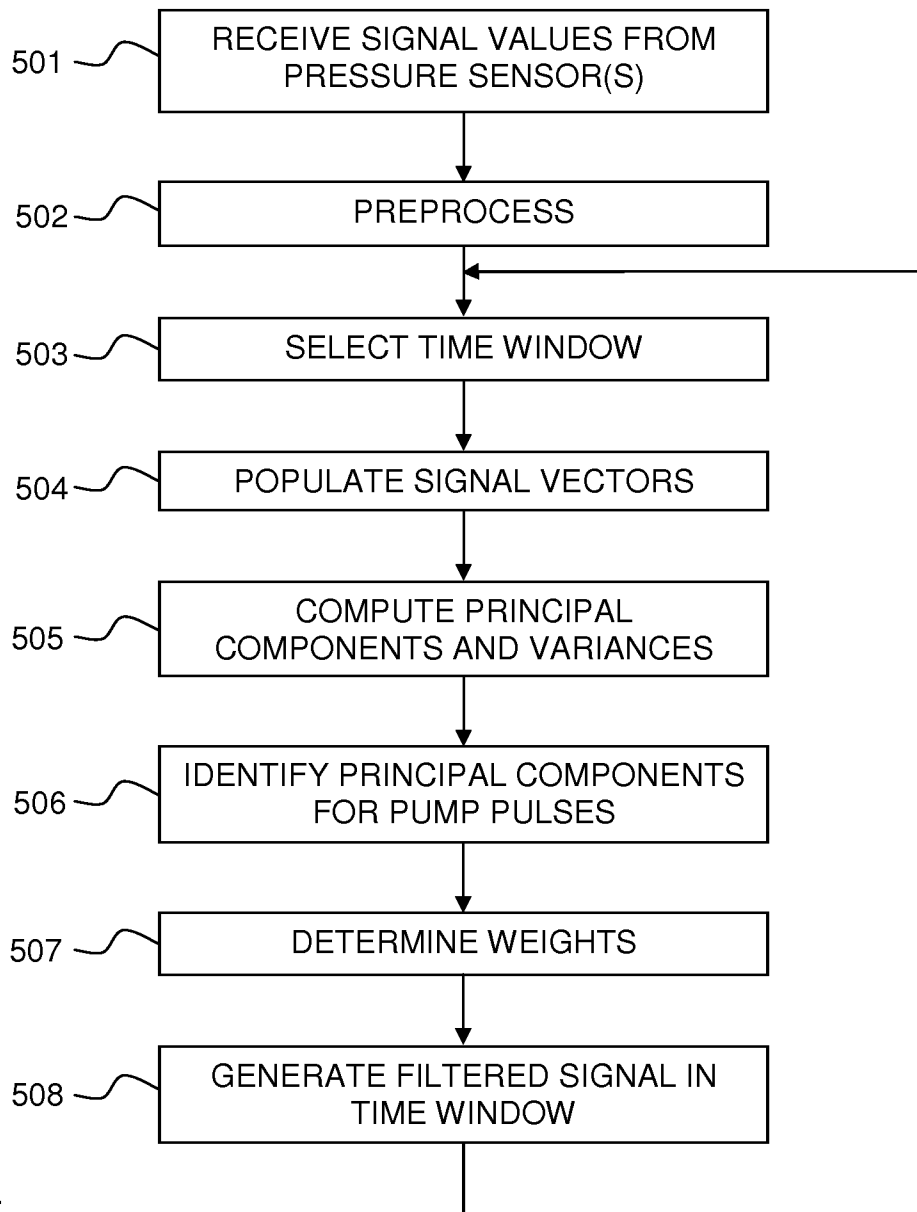 501
RECEIVE SIGNAL VALUES FROM
PRESSURE SENSOR(S)
502
PREPROCESS
503
SELECT TIME WINDOW
504
POPULATE SIGNAL VECTORS
505
COMPUTE PRINCIPAL
COMPONENTS AND VARIANCES
506
IDENTIFY PRINCIPAL COMPONENTS
FOR PUMP PULSES
507
DETERMINE WEIGHTS
508
GENERATE FILTERED SIGNAL IN
TIME WINDOW